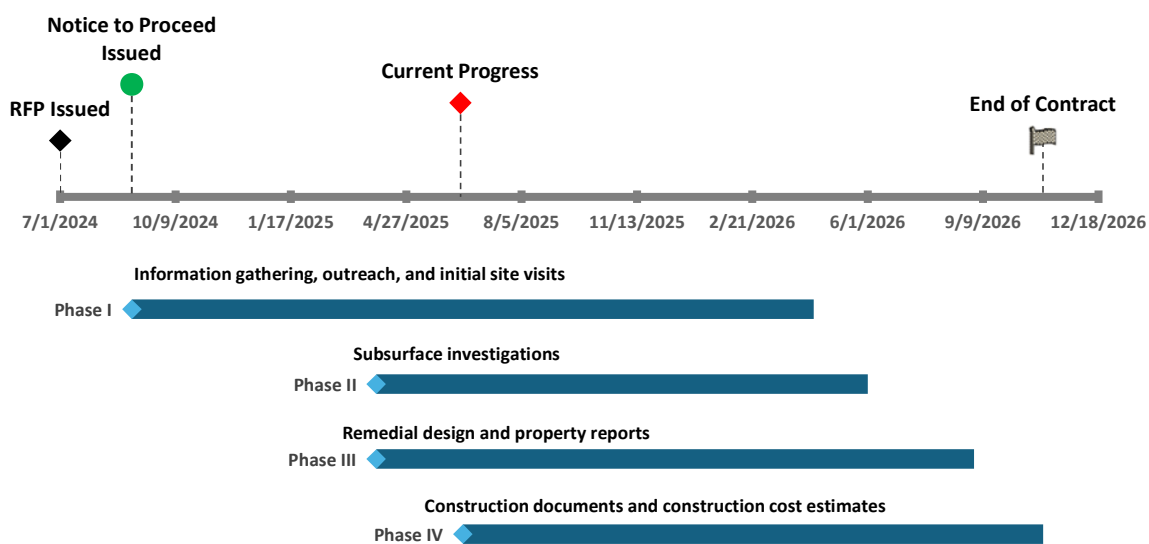 Notice to Proceed
Issued
Current Progress
RFP Issued
End of Contract
7/1/2024
10/9/2024
1/17/2025
4/27/2025
8/5/2025
11/13/2025
2/21/2026
6/1/2026
9/9/2026
12/18/2026
Information gathering, outreach, and initial site visits
Phase I
Subsurface investigations
Phase II
Remedial design and property reports
Phase III
Construction documents and construction cost estimates
Phase IV